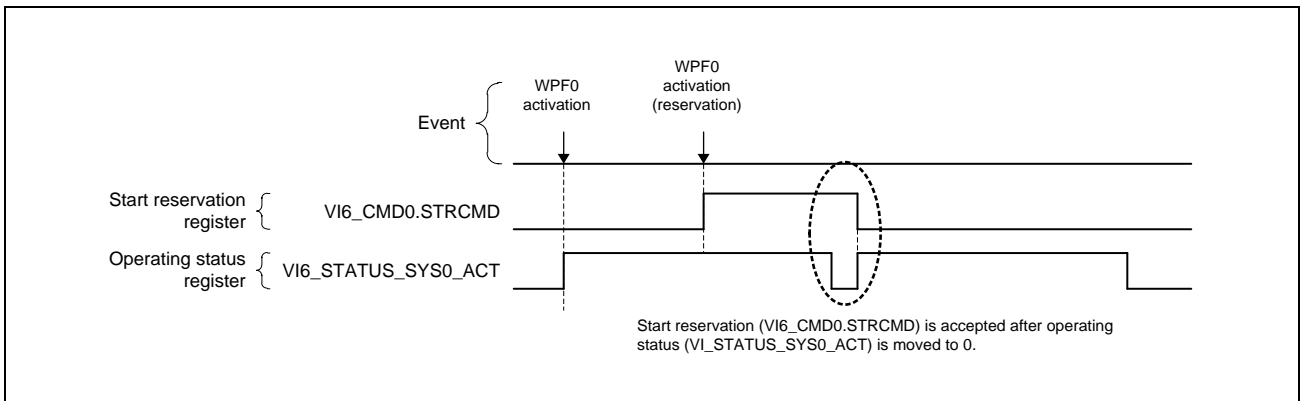 WPF0
activation
WPF0
activation
(reservation)
Event
Start reservation
register
VI6_CMD0.STRCMD
Operating status
register
VI6_STATUS_SYS0_ACT
Start reservation (VI6_CMD0.STRCMD) is accepted after operating
status (VI_STATUS_SYS0_ACT) is moved to 0.